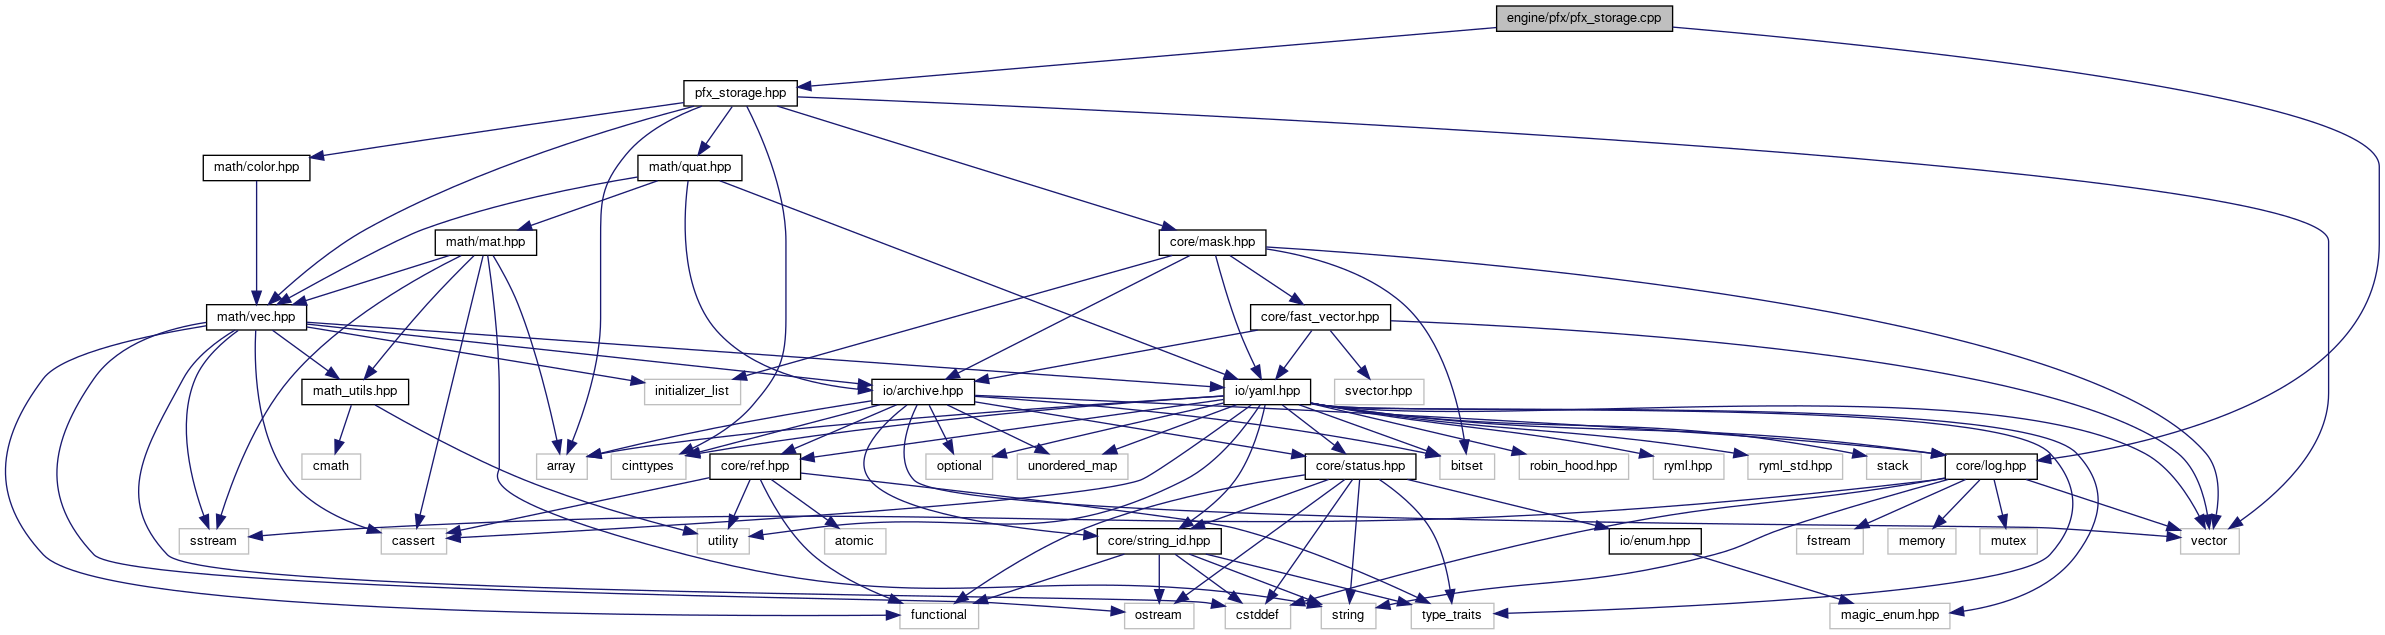 engine/pfx/pfx_storage.cpp
pfx_storage.hpp
math/color.hpp
math/quat.hpp
math/mat.hpp
core/mask.hpp
math/vec.hpp
core/fast_vector.hpp
math_utils.hpp
initializer_list
io/archive.hpp
io/yaml.hpp
svector.hpp
cmath
array
cinttypes
core/ref.hpp
optional
unordered_map
core/status.hpp
bitset
robin_hood.hpp
ryml.hpp
ryml_std.hpp
stack
core/log.hpp
sstream
cassert
utility
atomic
core/string_id.hpp
io/enum.hpp
fstream
memory
mutex
vector
functional
ostream
cstddef
string
type_traits
magic_enum.hpp